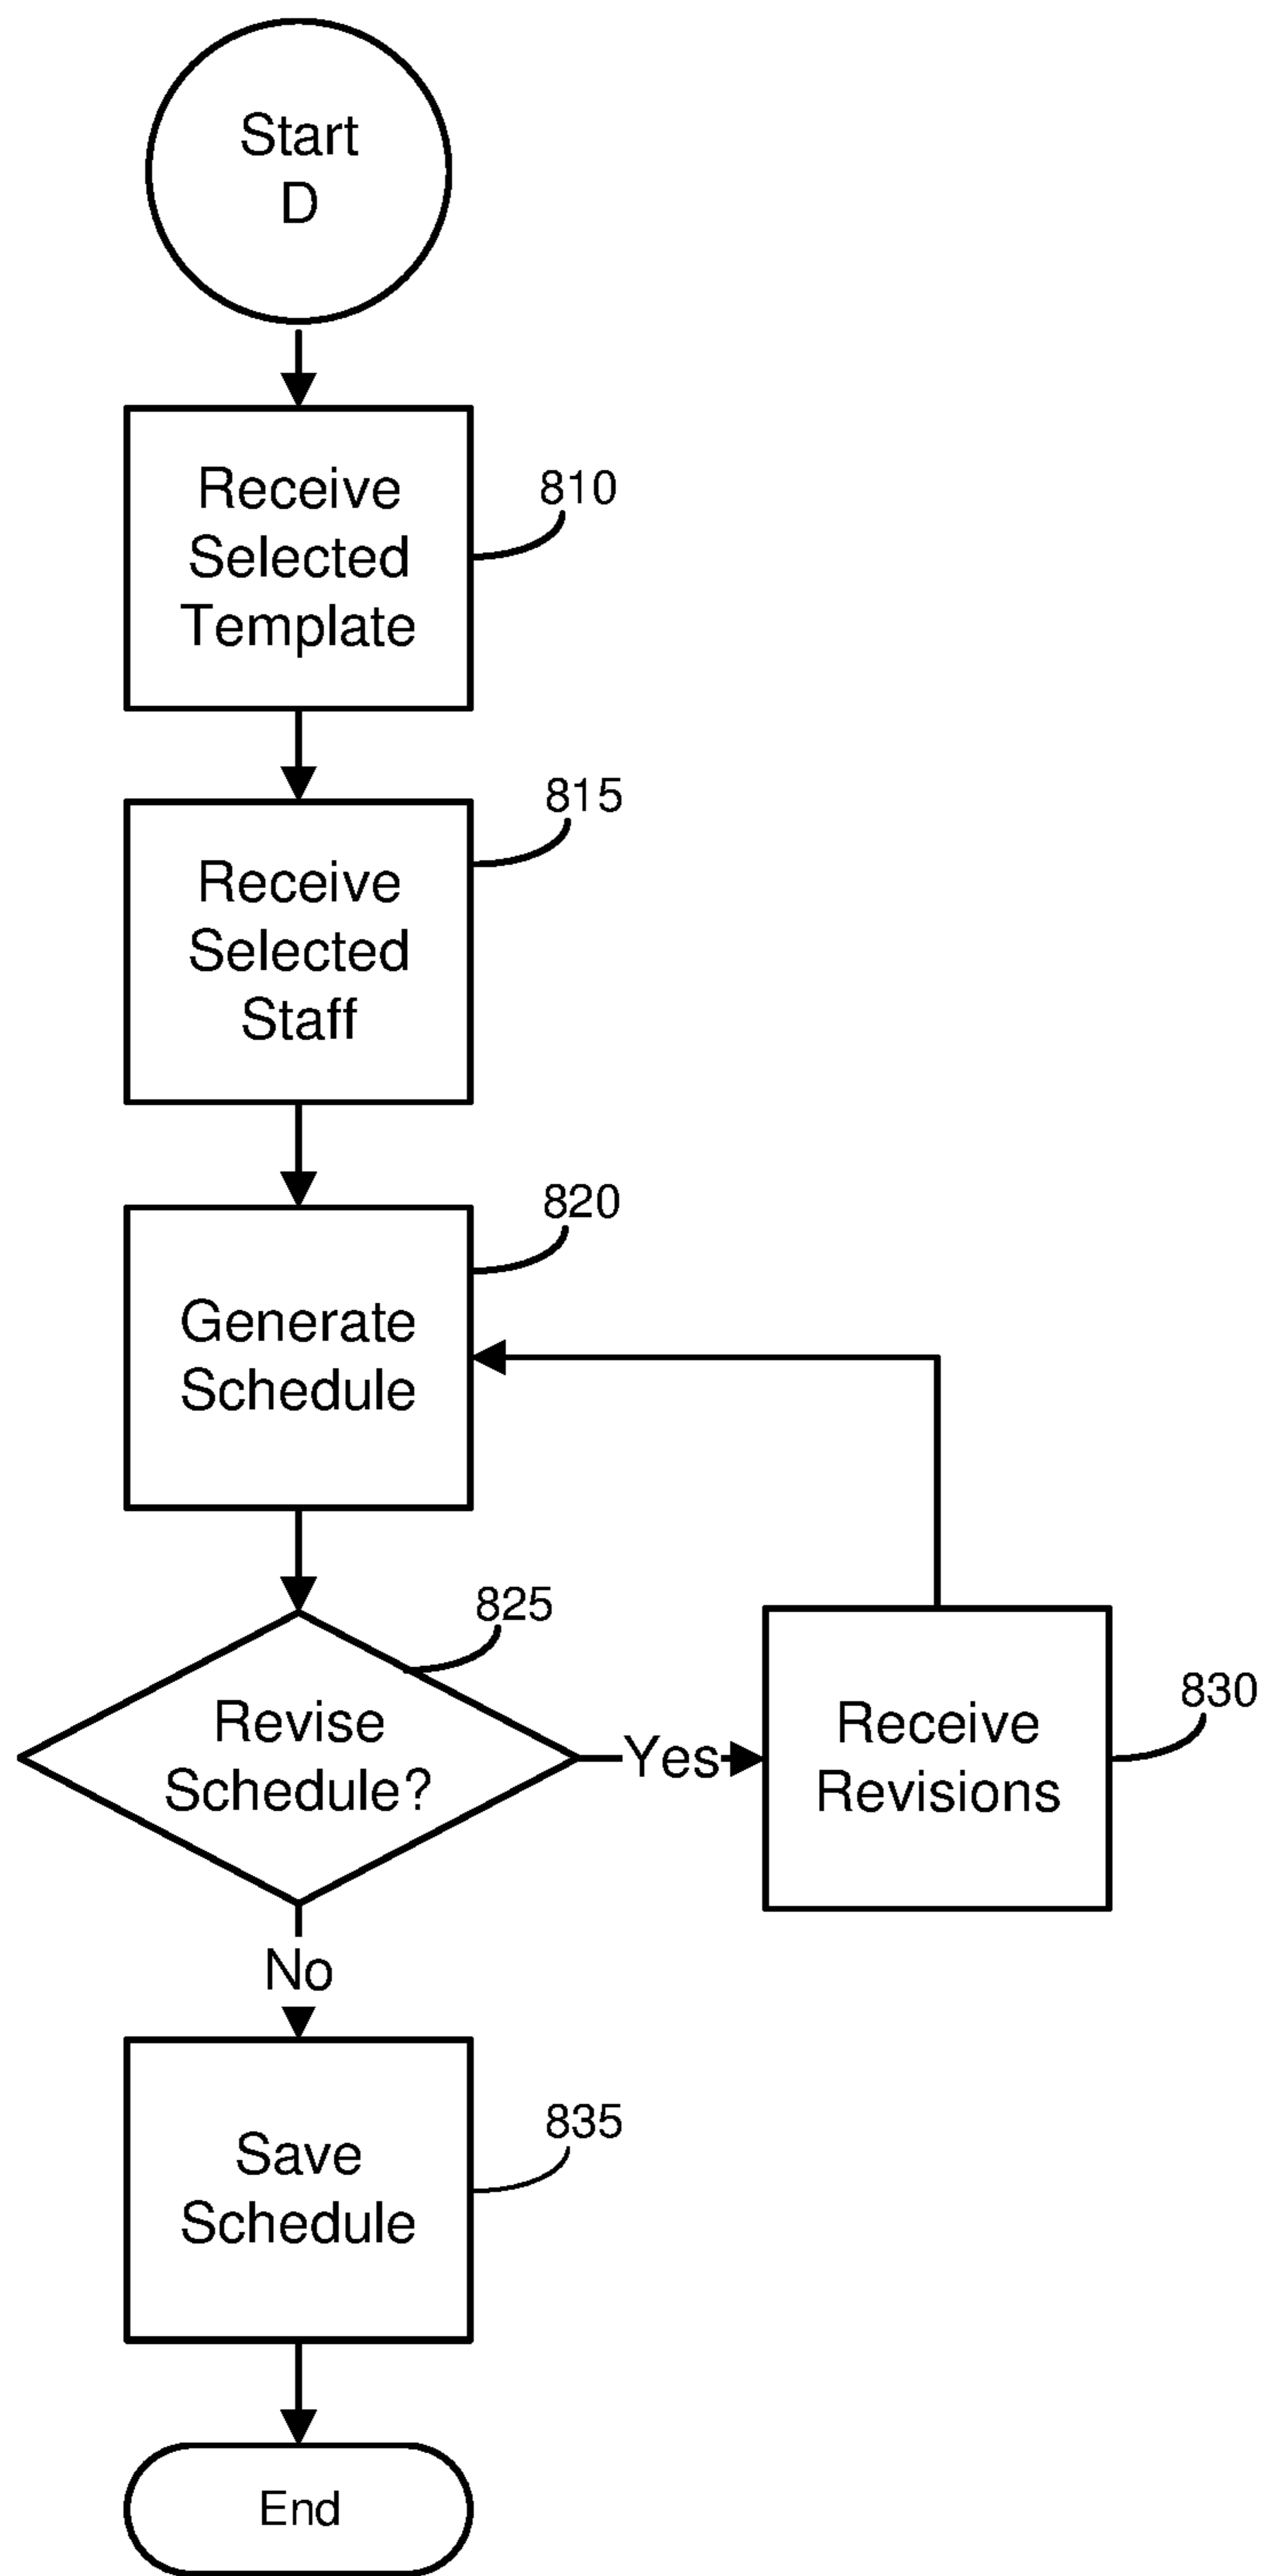 Start
D
Receive
Selected
Template
810
Receive
Selected
Staff
815
Generate
Schedule
820
Revise
Schedule?
825
Yes
Receive
Revisions
830
No
Save
Schedule
835
End